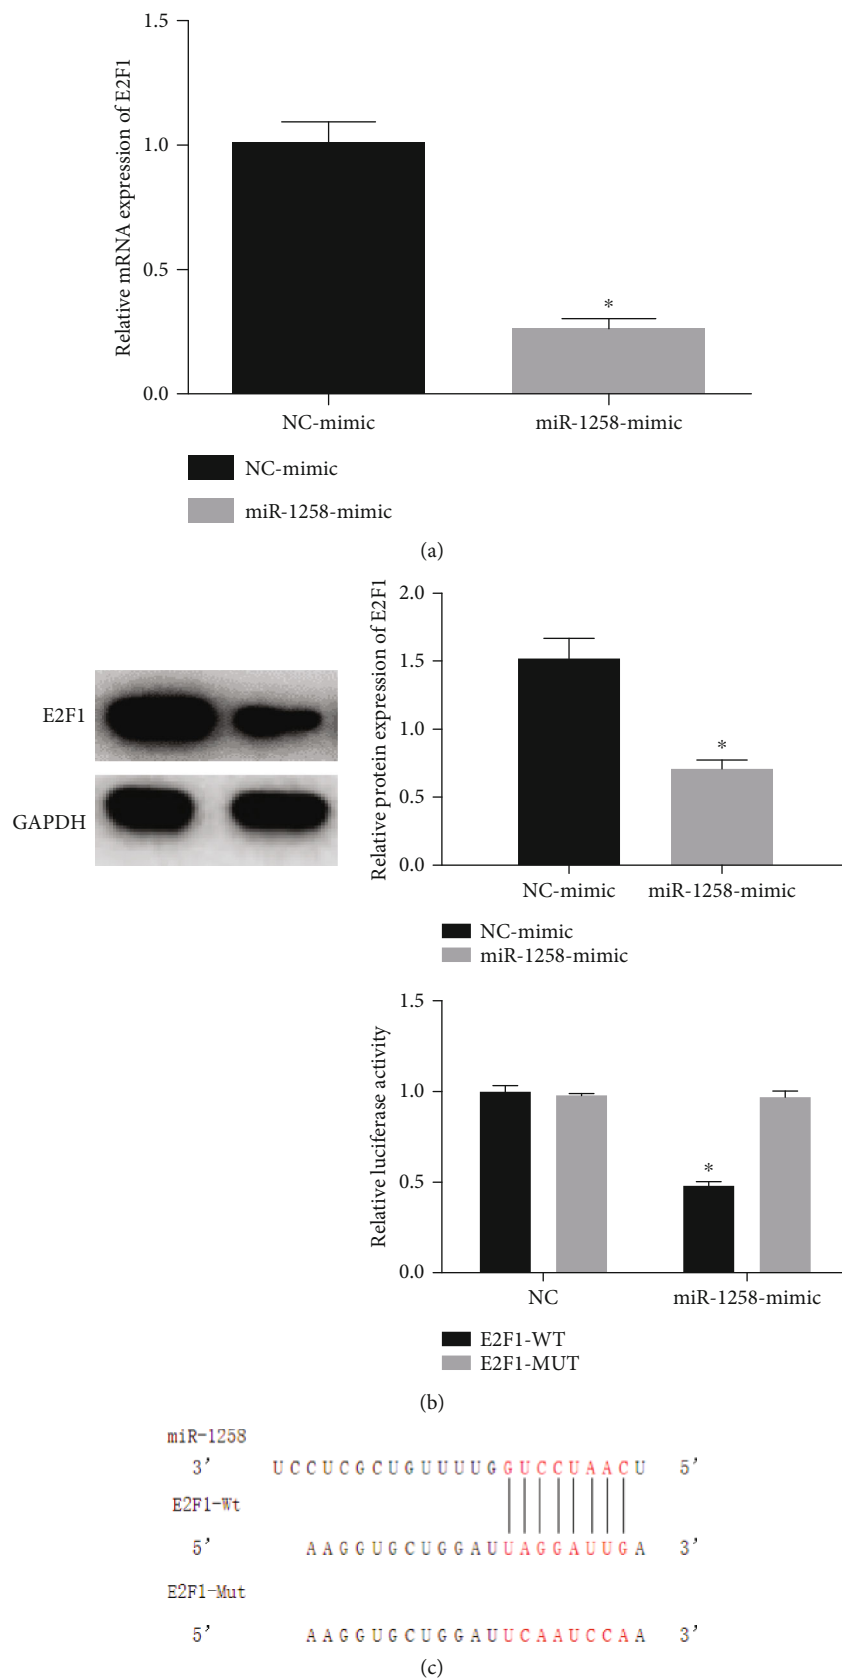 Relative mRNA expression of E2F1
1.5
1.0
0.5
0.0
*
NC-mimic miR-1258-mimic
NC-mimic
miR-1258-mimic
(a)
E2F1
GAPDH
Relative protein expression of E2F1
2.0
1.5
1.0
0.5
0.0
*
NC-mimic miR-1258-mimic
NC-mimic
miR-1258-mimic
Relative luciferase activity
1.5
1.0
0.5
0.0
*
NC miR-1258-mimic
E2F1-WT
E2F1-MUT
(b)
miR-1258
3' U C C U C G C U G U U U U G G U C C U A A C U 5'
E2F1-Wt
5' A A G G U G C U G G A U U A G G A U U G A 3'
E2F1-Mut
5' A A G G U G C U G G A U U C A A U C C A A 3'
(c)